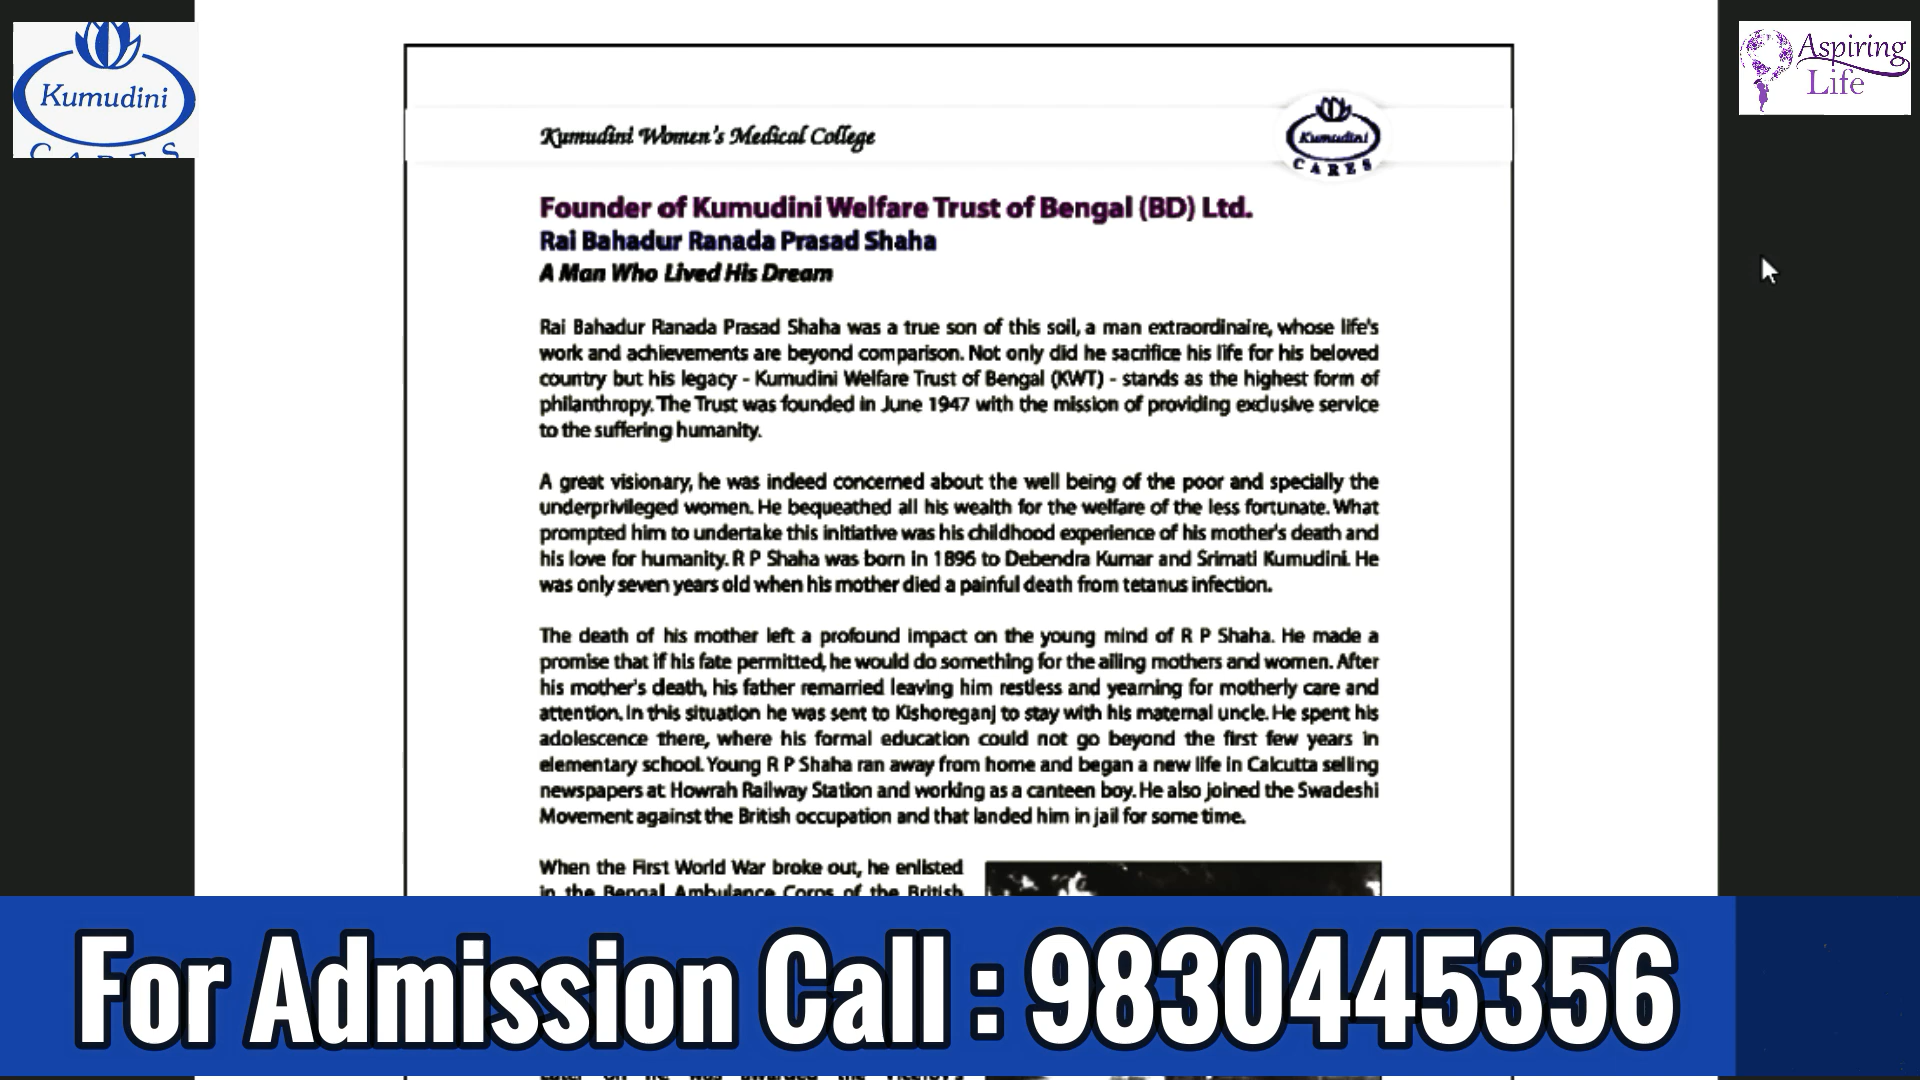 Kumudini
CARES
Aspiring
Life
Kumudini Women's Medical College
Kumudini
CARES
Founder of Kumudini Welfare Trust of Bengal (BD) Ltd.
Rai Bahadur Ranada Prasad Shaha
A Man Who Lived His Dream
Rai Bahadur Ranada Prasad Shaha was a true son of this soil, a man extraordinaire, whose life's
work and achievements are beyond comparison. Not only did he sacrifice his life for his beloved
country but his legacy - Kumudini Welfare Trust of Bengal (KWT) - stands as the highest form of
philanthropy. The Trust was founded in June 1947 with the mission of providing exclusive service
to the suffering humanity.
A great visionary, he was indeed concerned about the well being of the poor and specially the
underprivileged women. He bequeathed all his wealth for the welfare of the less fortunate. What
prompted him to undertake this initiative was his childhood experience of his mother's death and
his love for humanity. R P Shaha was born in 1896 to Debendra Kumar and Srimati Kumudini. He
was only seven years old when his mother died a painful death from tetanus infection.
The death of his mother left a profound impact on the young mind of R P Shaha. He made a
promise that if his fate permitted, he would do something for the ailing mothers and women. After
his mother's death, his father remarried leaving him restless and yearning for motherly care and
attention. In this situation he was sent to Kishoreganj to stay with his maternal uncle. He spent his
adolescence there, where his formal education could not go beyond the first few years in
elementary school. Young R P Shaha ran away from home and began a new life in Calcutta selling
newspapers at Howrah Railway Station and working as a canteen boy. He also joined the Swadeshi
Movement against the British occupation and that landed him in jail for some time.
When the First World War broke out, he enlisted
in the Bengal Ambulance Corps of the British
For Admission Call : 9830445356